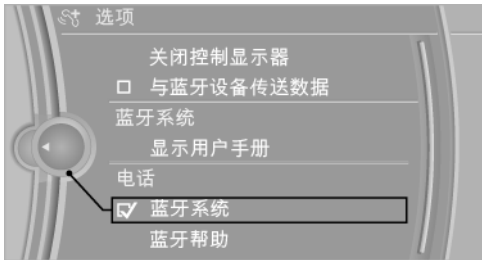 选项
关闭控制显示器
与蓝牙设备传送数据
蓝牙系统
显示用户手册
电话
蓝牙系统
蓝牙帮助